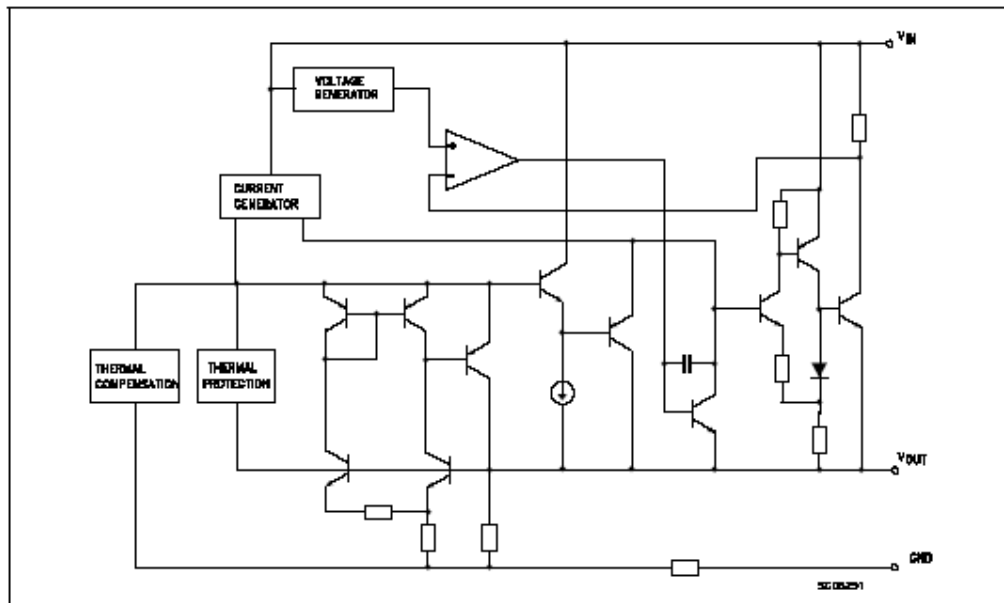 VIN
VOLTAGE
GENERATOR
CURRENT
GENERATOR
THERMAL
COMPENSATION
THERMAL
PROTECTION
VOUT
GND